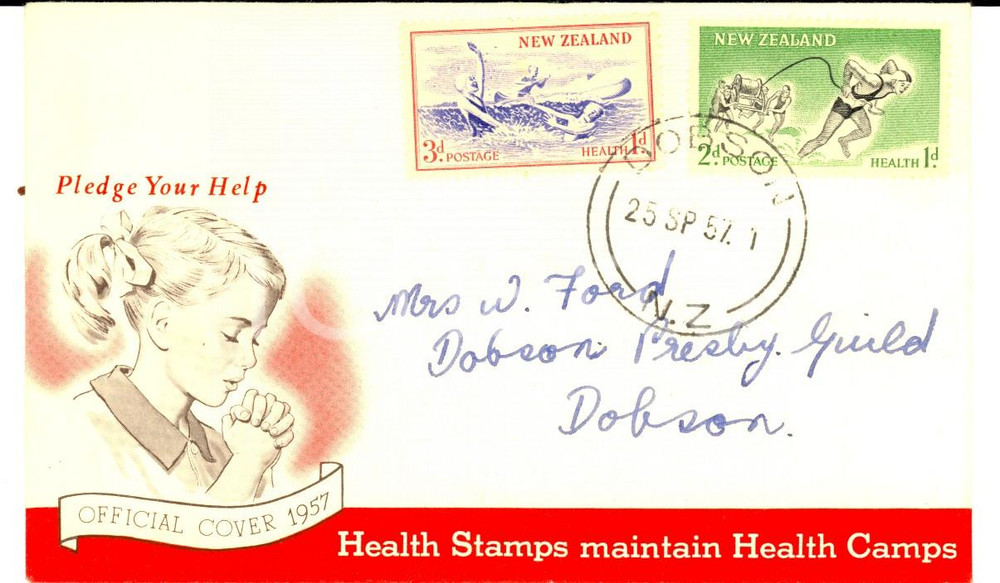 NEW ZEALAND
3d POSTAGE HEALTH 1d
NEW ZEALAND
2d POSTAGE HEALTH 1d
DOBSON
25 SP 57. 1
N.Z
Pledge Your Help
Mrs W. Ford
Dobson Presby. Guild
Dobson.
OFFICIAL COVER 1957
Health Stamps maintain Health Camps